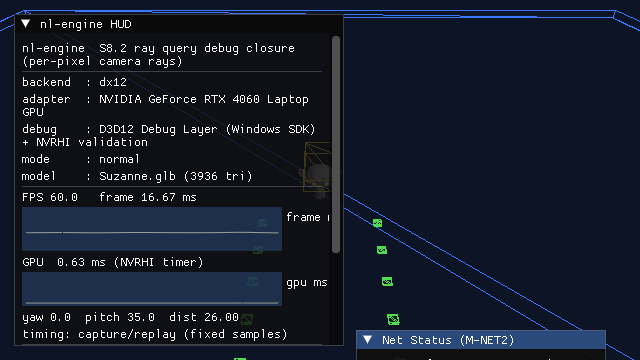 nl-engine HUD
nl-engine  S8.2 ray query debug closure
(per-pixel camera rays)
backend  : dx12
adapter  : NVIDIA GeForce RTX 4060 Laptop
GPU
debug    : D3D12 Debug Layer (Windows SDK)
+ NVRHI validation
mode     : normal
model    : Suzanne.glb (3936 tri)
FPS 60.0   frame 16.67 ms
frame
GPU  0.63 ms (NVRHI timer)
gpu ms
yaw 0.0  pitch 35.0  dist 26.00
timing: capture/replay (fixed samples)
Net Status (M-NET2)